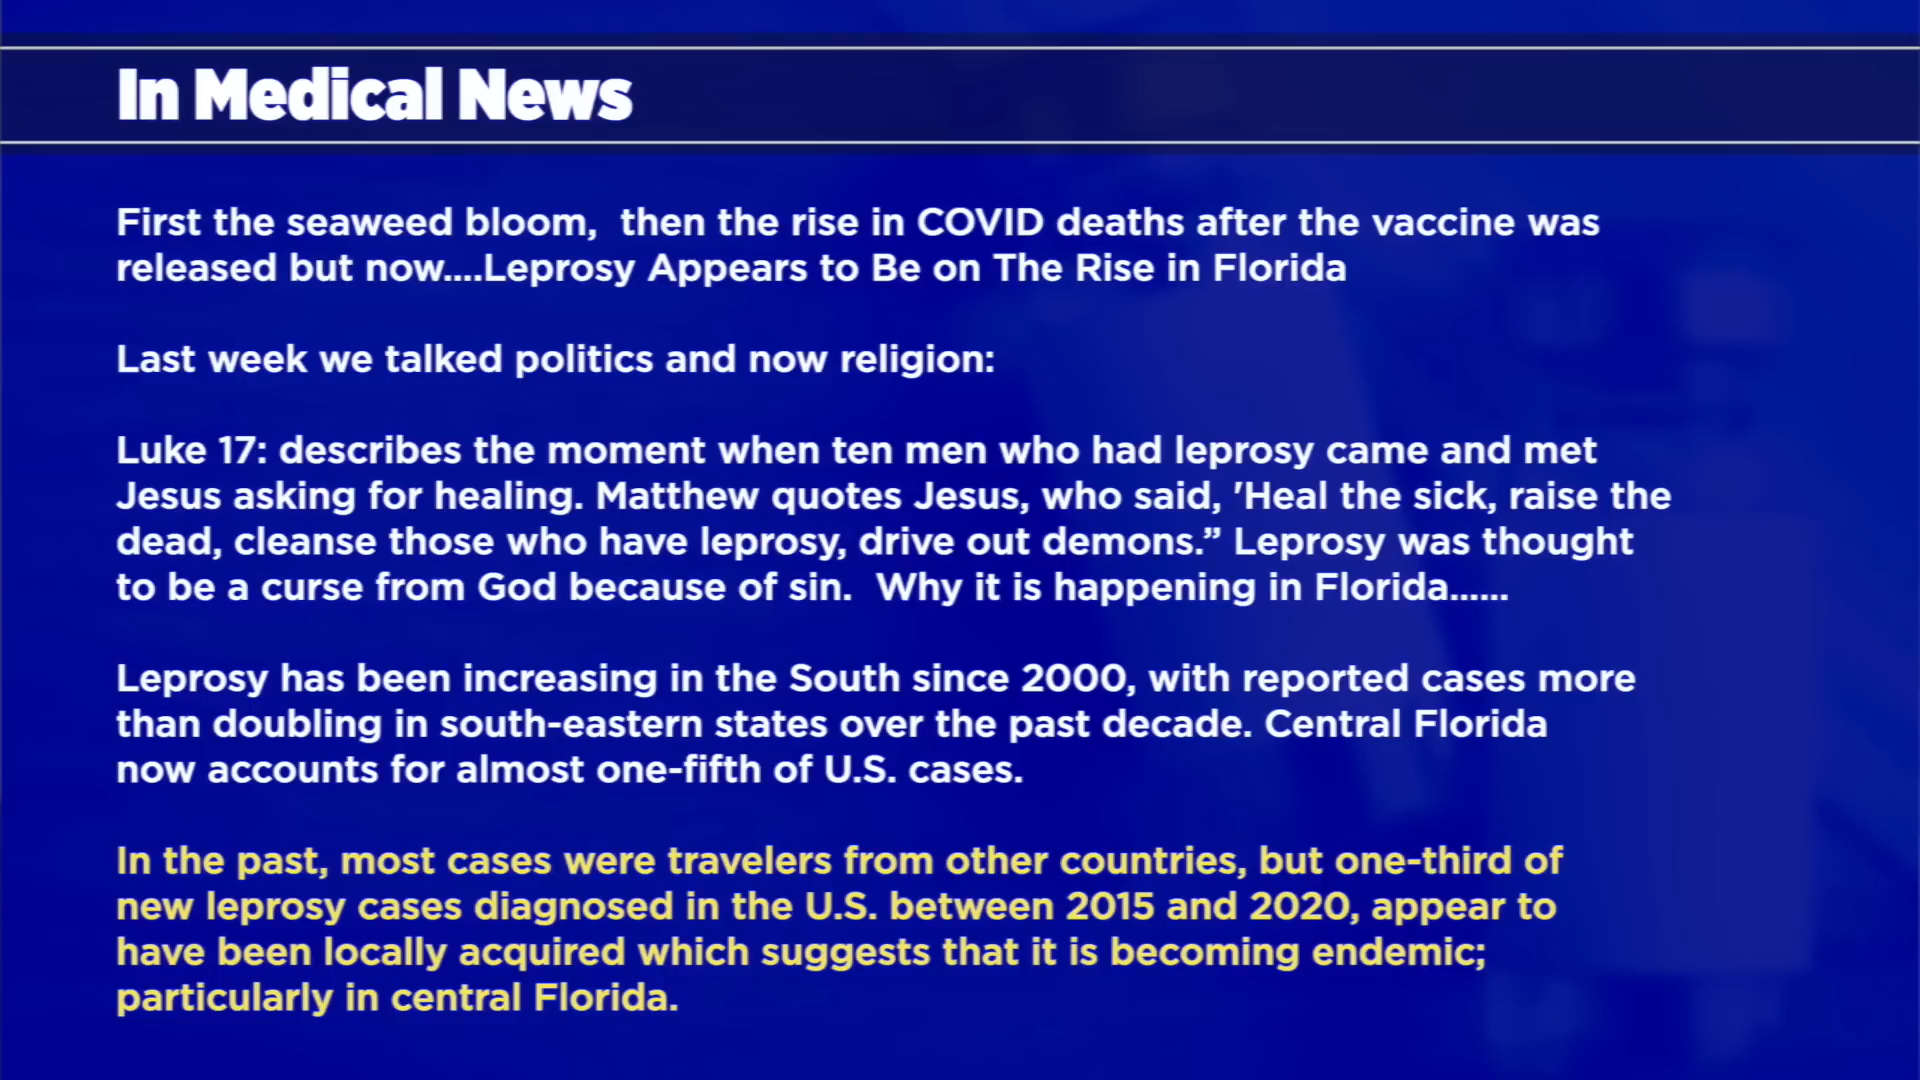 In Medical News
First the seaweed bloom,  then the rise in COVID deaths after the vaccine was
released but now....Leprosy Appears to Be on The Rise in Florida
Last week we talked politics and now religion:
Luke 17: describes the moment when ten men who had leprosy came and met
Jesus asking for healing. Matthew quotes Jesus, who said, 'Heal the sick, raise the
dead, cleanse those who have leprosy, drive out demons.” Leprosy was thought
to be a curse from God because of sin.  Why it is happening in Florida......
Leprosy has been increasing in the South since 2000, with reported cases more
than doubling in south-eastern states over the past decade. Central Florida
now accounts for almost one-fifth of U.S. cases.
In the past, most cases were travelers from other countries, but one-third of
new leprosy cases diagnosed in the U.S. between 2015 and 2020, appear to
have been locally acquired which suggests that it is becoming endemic;
particularly in central Florida.